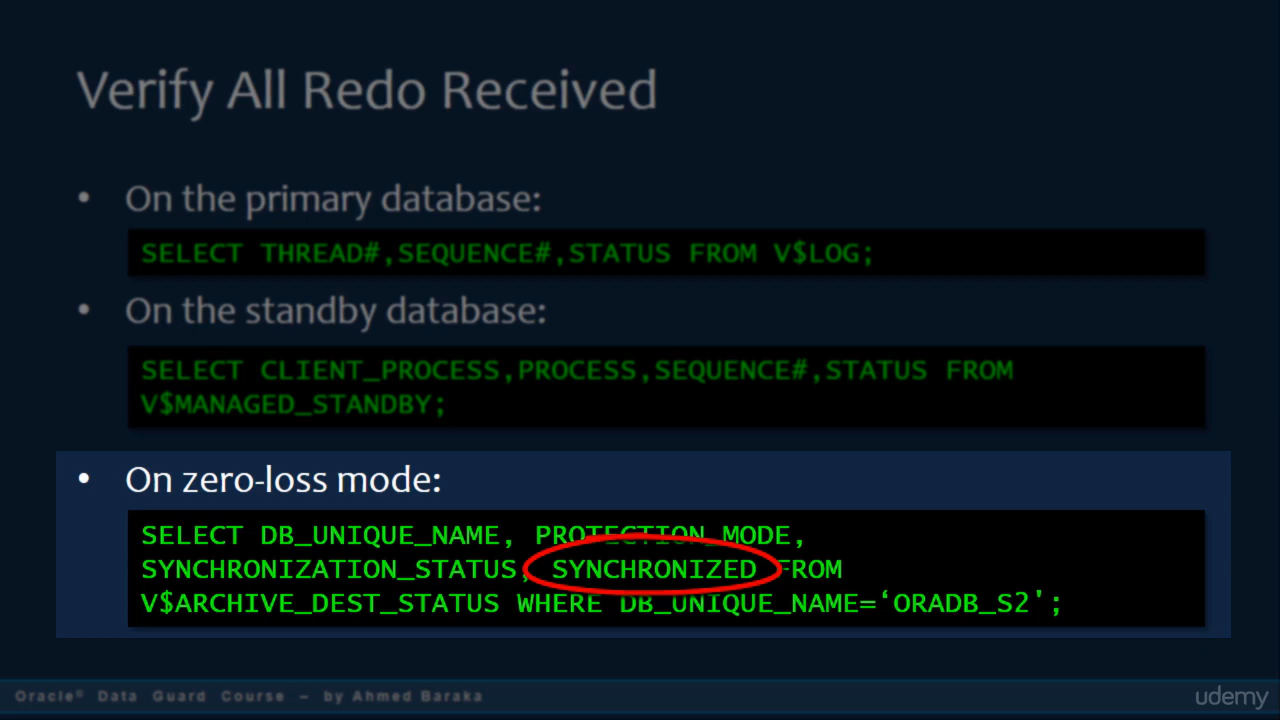 Verify All Redo Received
• On the primary database:
SELECT THREAD#,SEQUENCE#,STATUS FROM V$LOG;
• On the standby database:
SELECT CLIENT_PROCESS,PROCESS,SEQUENCE#,STATUS FROM
V$MANAGED_STANDBY;
• On zero-loss mode:
SELECT DB_UNIQUE_NAME, PROTECTION_MODE,
SYNCHRONIZATION_STATUS, SYNCHRONIZED FROM
V$ARCHIVE_DEST_STATUS WHERE DB_UNIQUE_NAME=‘ORADB_S2';
Oracle® Data Guard Course – by Ahmed Baraka
udemy